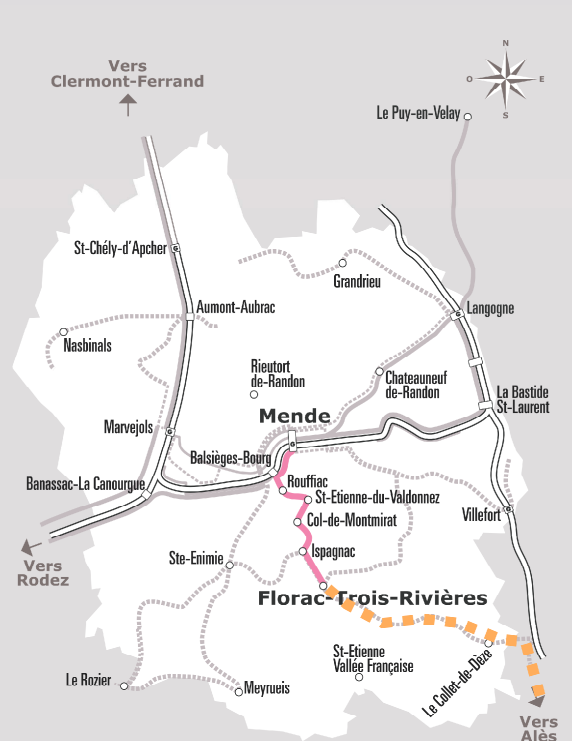 N
Vers
Clermont-Ferrand
O
E
S
Le Puy-en-Velay
St-Chély-d'Apcher
Grandrieu
Aumont-Aubrac
Langogne
Nasbinals
Rieutort
de-Randon
Chateauneuf
de-Randon
La Bastide
St-Laurent
Mende
Marvejols
Balsièges-Bourg
Rouffiac
Banassac-La Canourgue
St-Etienne-du-Valdonnez
Villefort
Col-de-Montmirat
Ispagnac
Ste-Enimie
Vers
Rodez
Florac-Trois-Rivières
St-Etienne
Vallée Française
Le Collet-de-Dèze
Le Rozier
Meyrueis
Vers
Alès